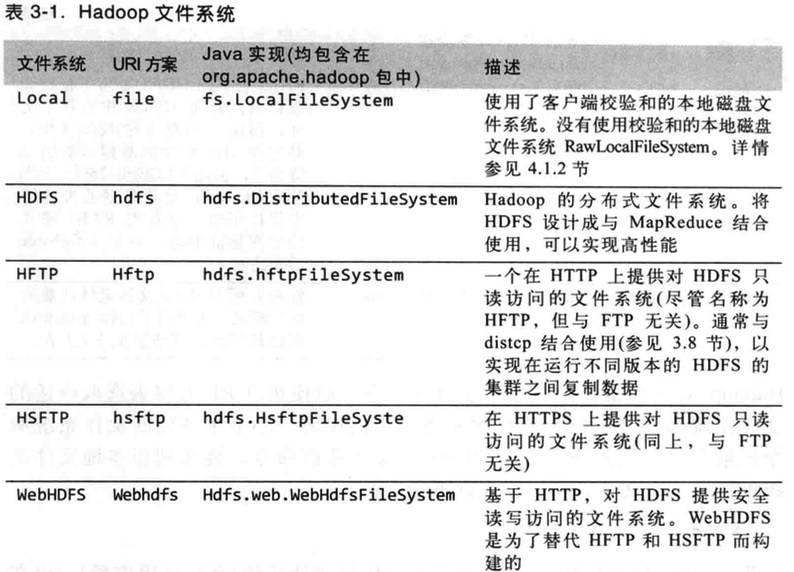 表 3-1. Hadoop 文件系统
文件系统 URI 方案 Java 实现(均包含在 org.apache.hadoop 包中) 描述
Local file fs.LocalFileSystem 使用了客户端校验和的本地磁盘文
件系统。没有使用校验和的本地磁盘
文件系统 RawLocalFileSystem。详情
参见 4.1.2 节
HDFS hdfs hdfs.DistributedFileSystem Hadoop 的分布式文件系统。将
HDFS 设计成与 MapReduce 结合
使用，可以实现高性能
HFTP Hftp hdfs.hftpFileSystem 一个在 HTTP 上提供对 HDFS 只
读访问的文件系统(尽管名称为
HFTP，但与 FTP 无关)。通常与
distcp 结合使用(参见 3.8 节)，以
实现在运行不同版本的 HDFS 的
集群之间复制数据
HSFTP hsftp hdfs.HsftpFileSyste 在 HTTPS 上提供对 HDFS 只读
访问的文件系统(同上，与 FTP
无关)
WebHDFS Webhdfs Hdfs.web.WebHdfsFileSystem 基于 HTTP，对 HDFS 提供安全
读写访问的文件系统。WebHDFS
是为了替代 HFTP 和 HSFTP 而构
建的